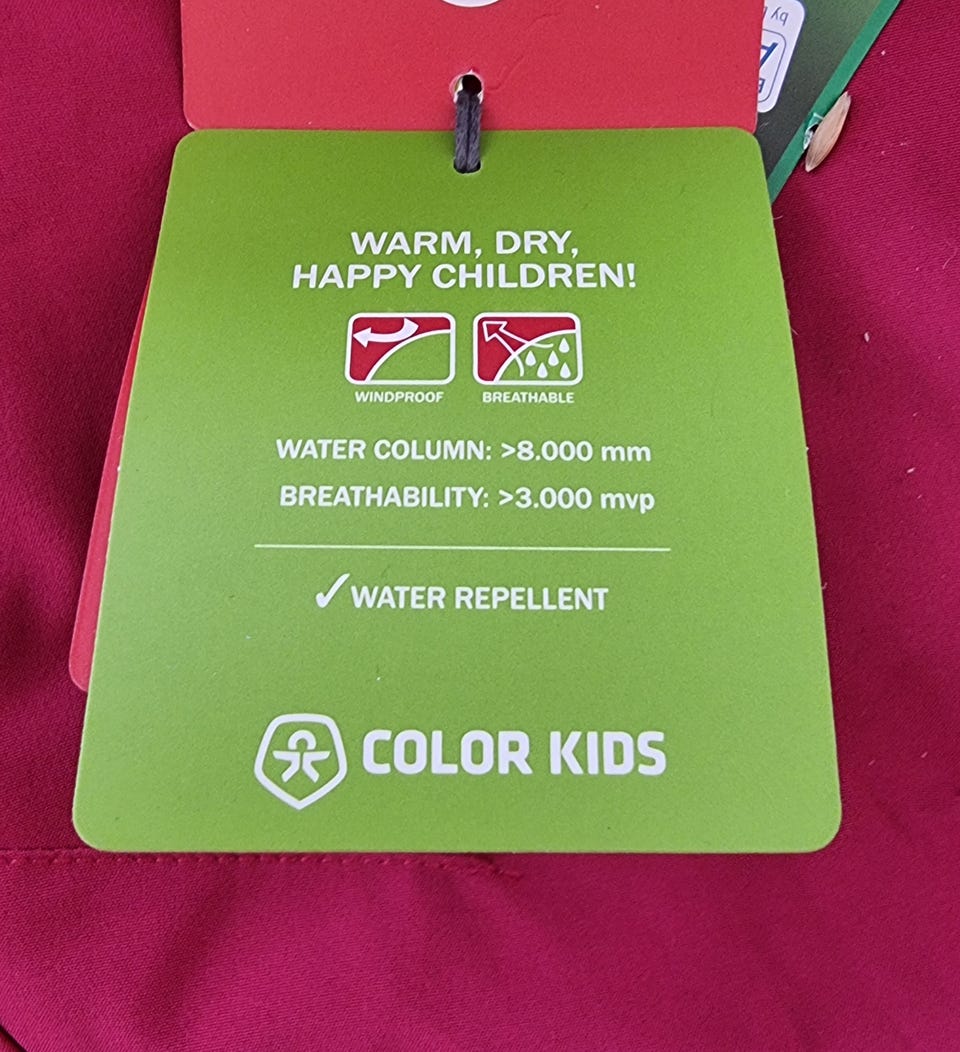 WARM, DRY,
HAPPY CHILDREN!
WINDPROOF BREATHABLE
WATER COLUMN: >8.000 mm
BREATHABILITY: >3.000 mvp
✓WATER REPELLENT
COLOR KIDS